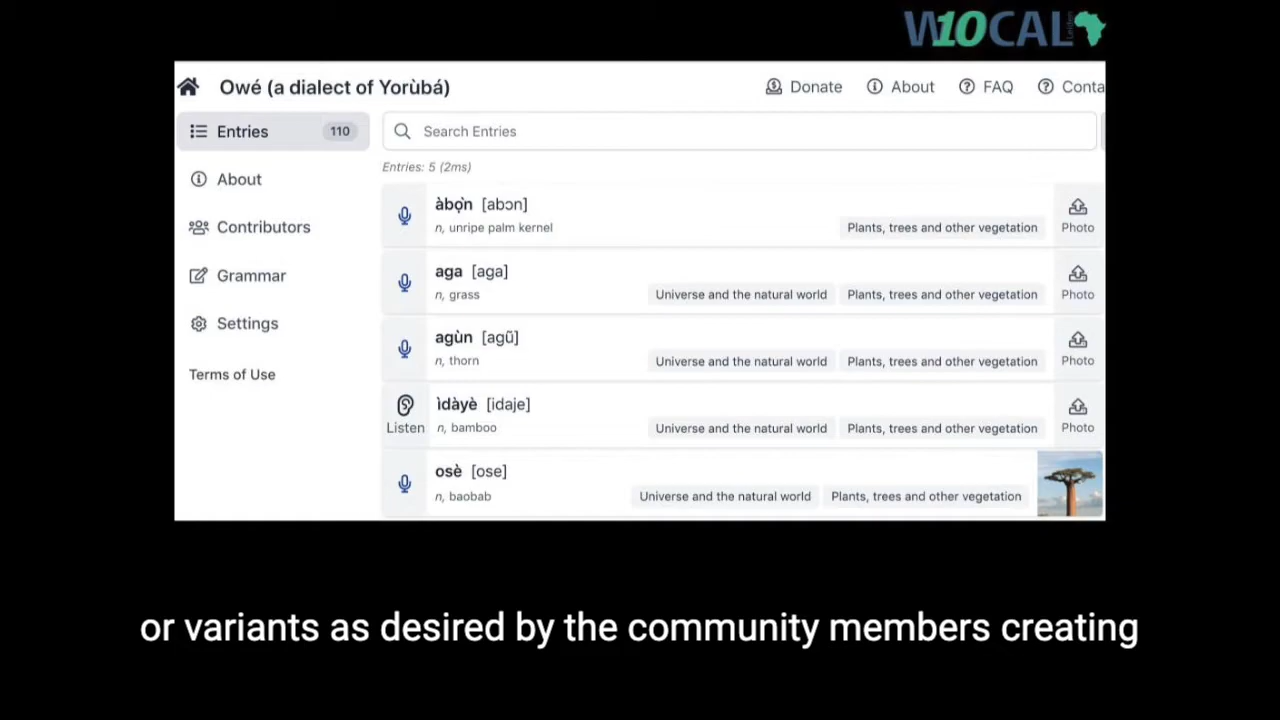 W10CAL
Leiden
Owé (a dialect of Yorùbá)
Donate
About
FAQ
Conta
Entries
110
Search Entries
Entries: 5 (2ms)
About
Contributors
Grammar
Settings
Terms of Use
àbọ̀n [abɔn]
n, unripe palm kernel
Plants, trees and other vegetation
Photo
aga [aga]
n, grass
Universe and the natural world
Plants, trees and other vegetation
Photo
agùn [agũ]
n, thorn
Universe and the natural world
Plants, trees and other vegetation
Photo
Listen
ìdàyè [idaje]
n, bamboo
Universe and the natural world
Plants, trees and other vegetation
Photo
osè [ose]
n, baobab
Universe and the natural world
Plants, trees and other vegetation
or variants as desired by the community members creating